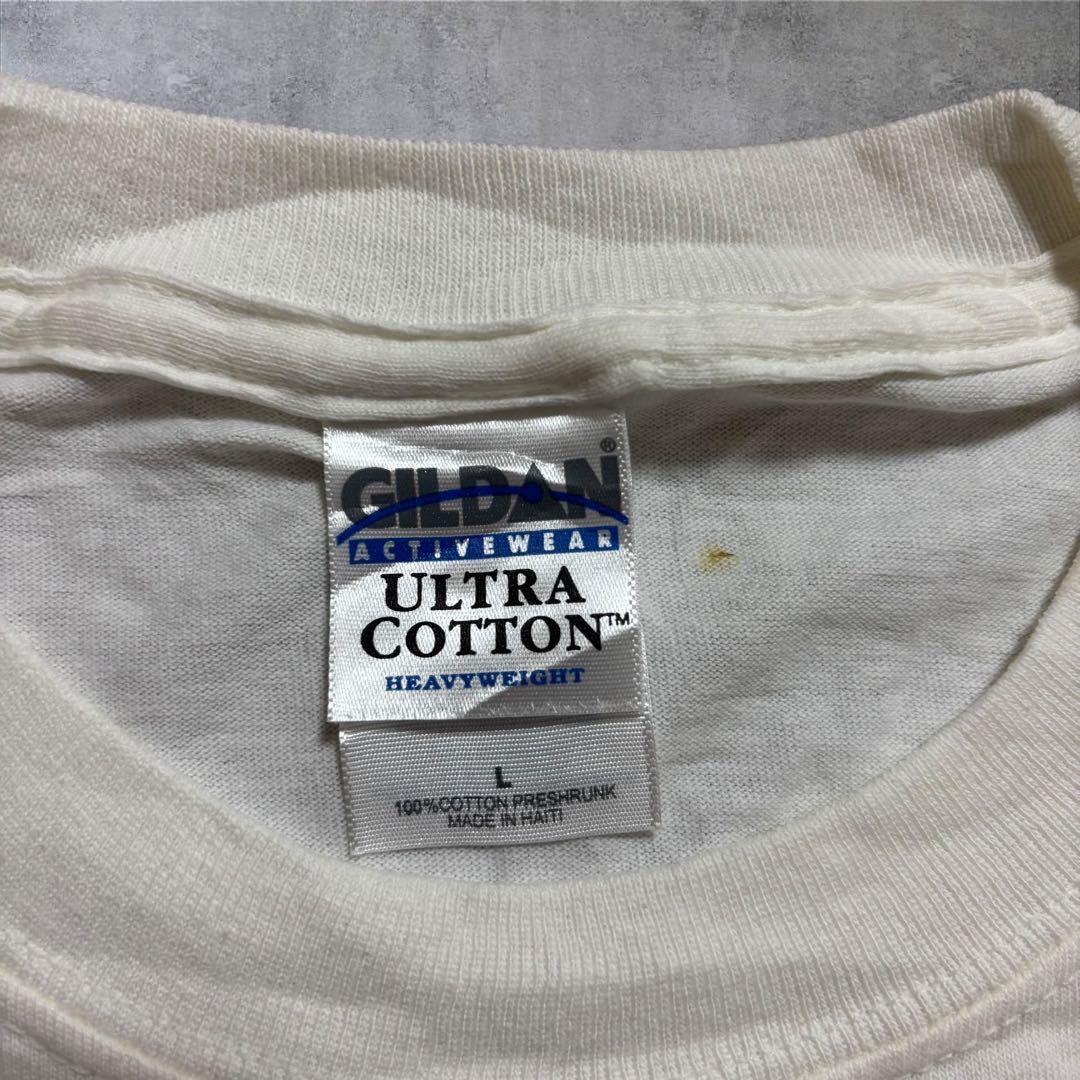 GILDAN®
ACTIVEWEAR
ULTRA
COTTON™
HEAVYWEIGHT
L
100%COTTON PRESHRUNK
MADE IN HAITI